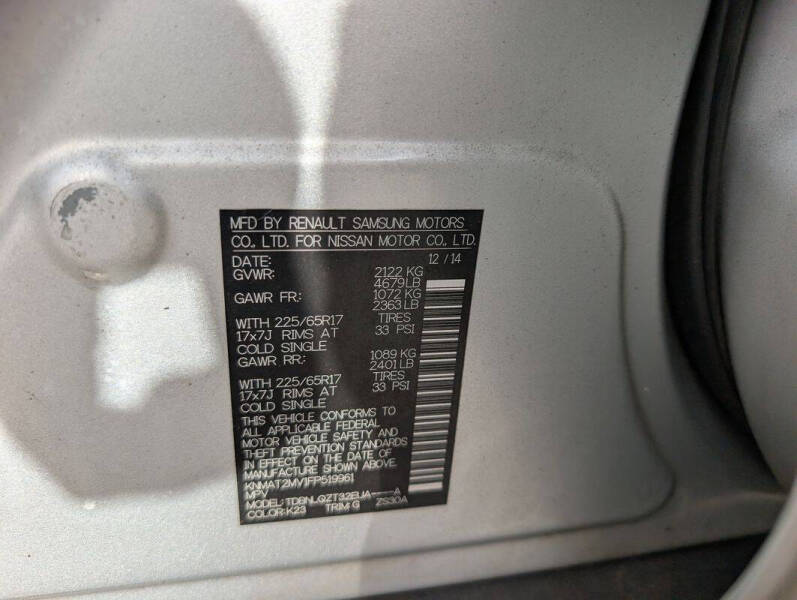 MFD BY RENAULT SAMSUNG MOTORS
CO., LTD. FOR NISSAN MOTOR CO., LTD.
DATE: 12 / 14
GVWR: 2122 KG
4679 LB
GAWR FR.: 1072 KG
2363 LB
WITH 225/65R17 TIRES
17x7J RIMS AT 33 PSI
COLD SINGLE
GAWR RR.: 1089 KG
2401 LB
WITH 225/65R17 TIRES
17x7J RIMS AT 33 PSI
COLD SINGLE
THIS VEHICLE CONFORMS TO
ALL APPLICABLE FEDERAL
MOTOR VEHICLE SAFETY AND
THEFT PREVENTION STANDARDS
IN EFFECT ON THE DATE OF
MANUFACTURE SHOWN ABOVE.
KNMAT2MV1FP519961
MPV
MODEL: TDBNLQZT32EUA-----A
COLOR: K23 TRIM: G ZS30A